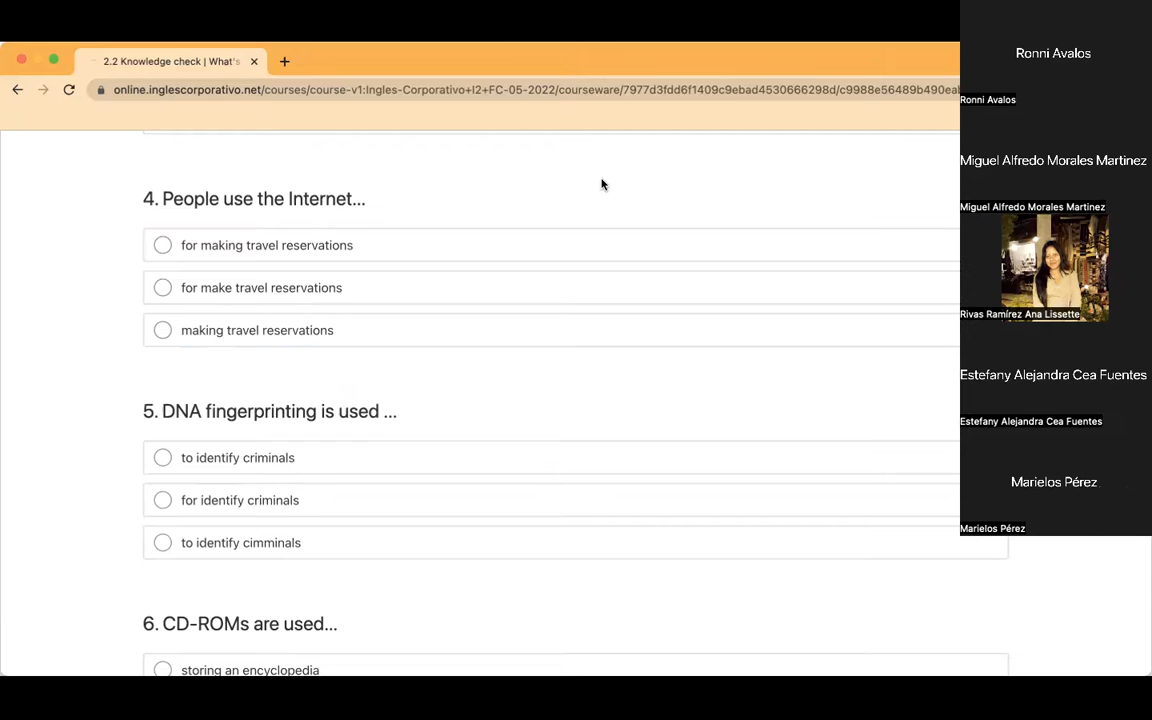 2.2 Knowledge check | What's
online.inglescorporativo.net/courses/course-v1:Ingles-Corporativo+I2+FC-05-2022/courseware/7977d3fdd6f1409c9ebad4530666298d/c9988e56489b490eab
4. People use the Internet...
for making travel reservations
for make travel reservations
making travel reservations
5. DNA fingerprinting is used ...
to identify criminals
for identify criminals
to identify cimminals
6. CD-ROMs are used...
storing an encyclopedia
Ronni Avalos
Ronni Avalos
Miguel Alfredo Morales Martinez
Miguel Alfredo Morales Martinez
Rivas Ramírez Ana Lissette
Estefany Alejandra Cea Fuentes
Estefany Alejandra Cea Fuentes
Marielos Pérez
Marielos Pérez